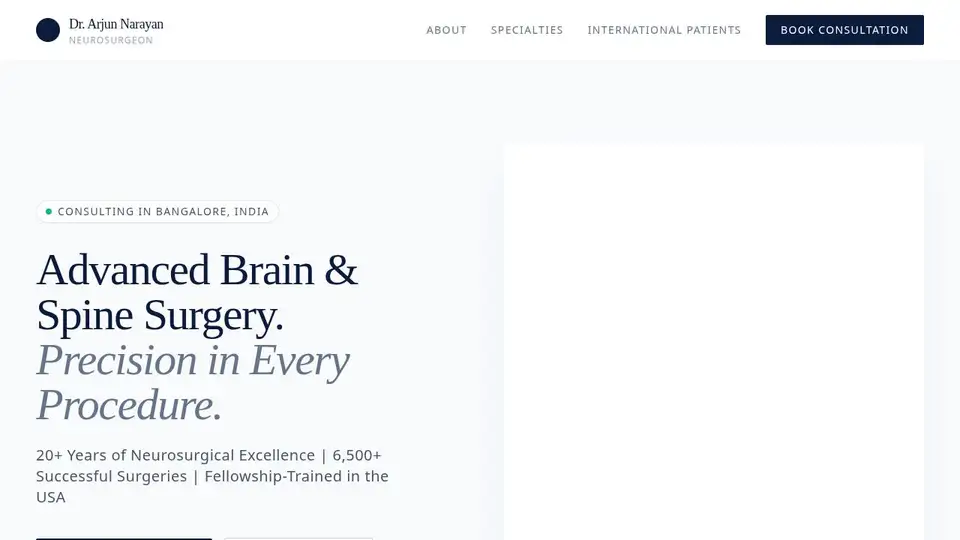 Dr. Arjun Narayan
NEUROSURGEON
ABOUT
SPECIALTIES
INTERNATIONAL PATIENTS
BOOK CONSULTATION
CONSULTING IN BANGALORE, INDIA
Advanced Brain &
Spine Surgery.
Precision in Every
Procedure.
20+ Years of Neurosurgical Excellence | 6,500+
Successful Surgeries | Fellowship-Trained in the
USA